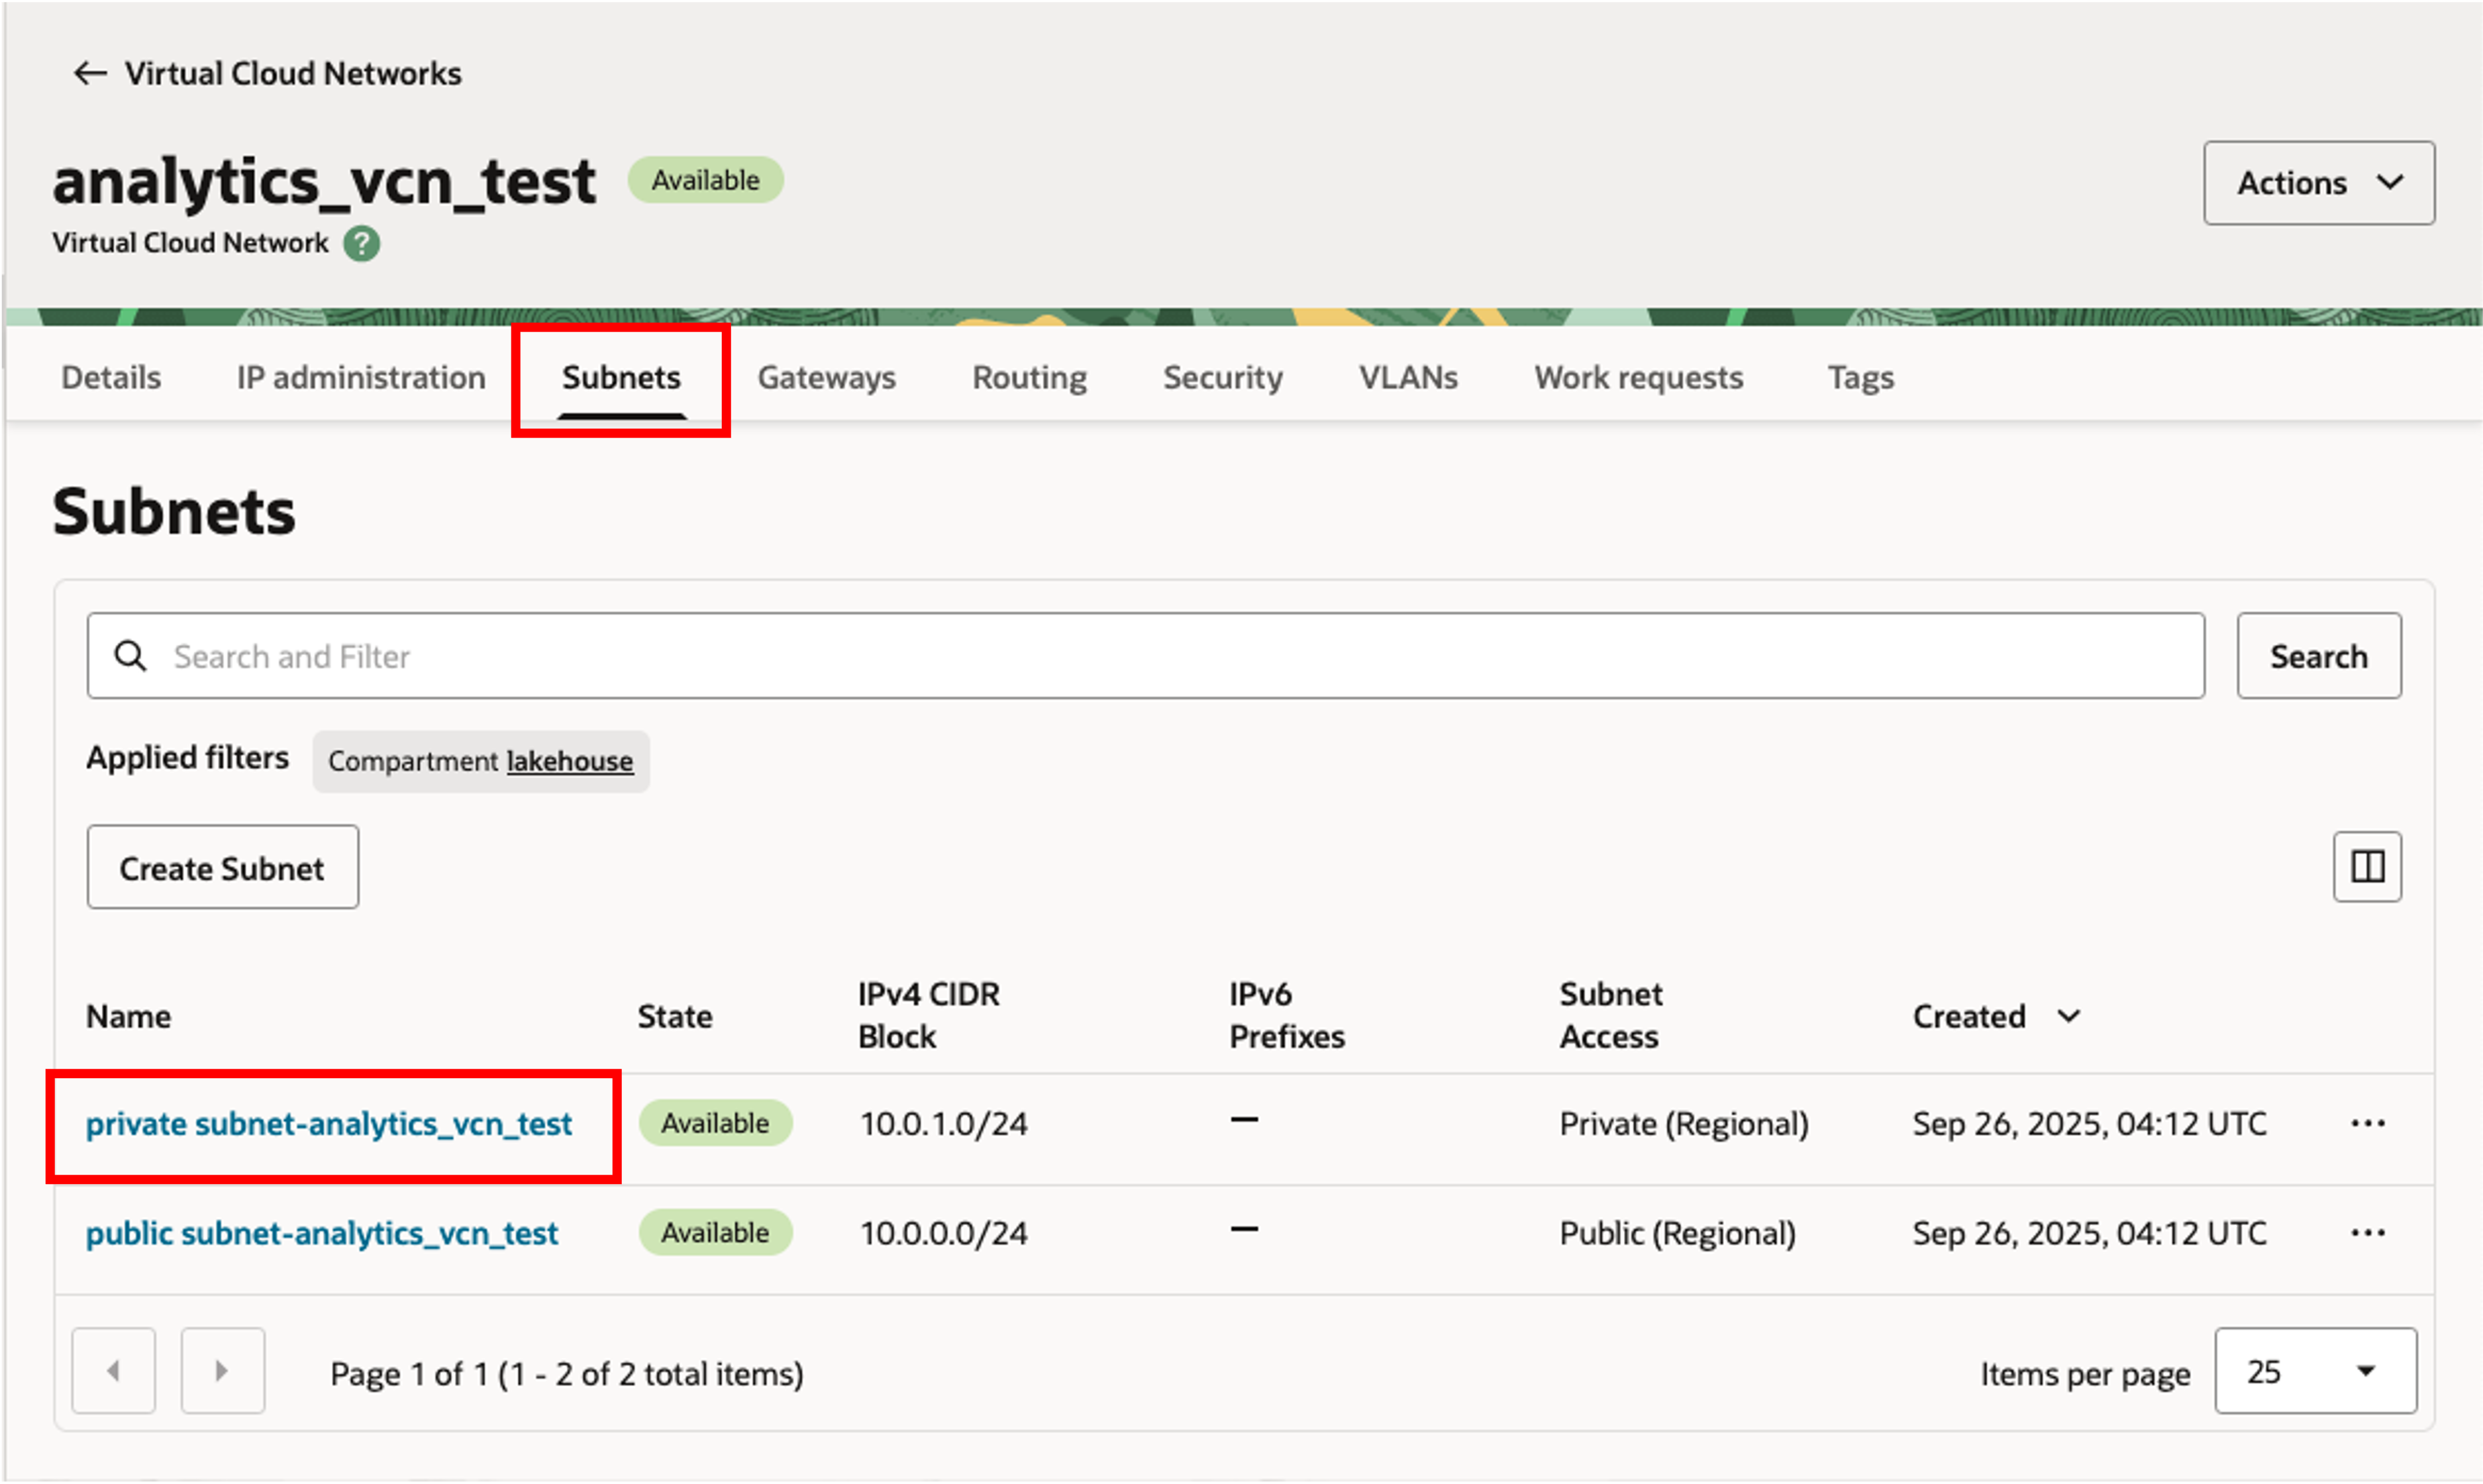 Virtual Cloud Networks
analytics_vcn_test Available
Actions
Virtual Cloud Network ?
Details IP administration Subnets Gateways Routing Security VLANs Work requests Tags
Subnets
Search and Filter Search
Applied filters Compartment lakehouse
Create Subnet
Name State IPv4 CIDR Block IPv6 Prefixes Subnet Access Created
private subnet-analytics_vcn_test Available 10.0.1.0/24 — Private (Regional) Sep 26, 2025, 04:12 UTC ···
public subnet-analytics_vcn_test Available 10.0.0.0/24 — Public (Regional) Sep 26, 2025, 04:12 UTC ···
Page 1 of 1 (1 - 2 of 2 total items) Items per page 25